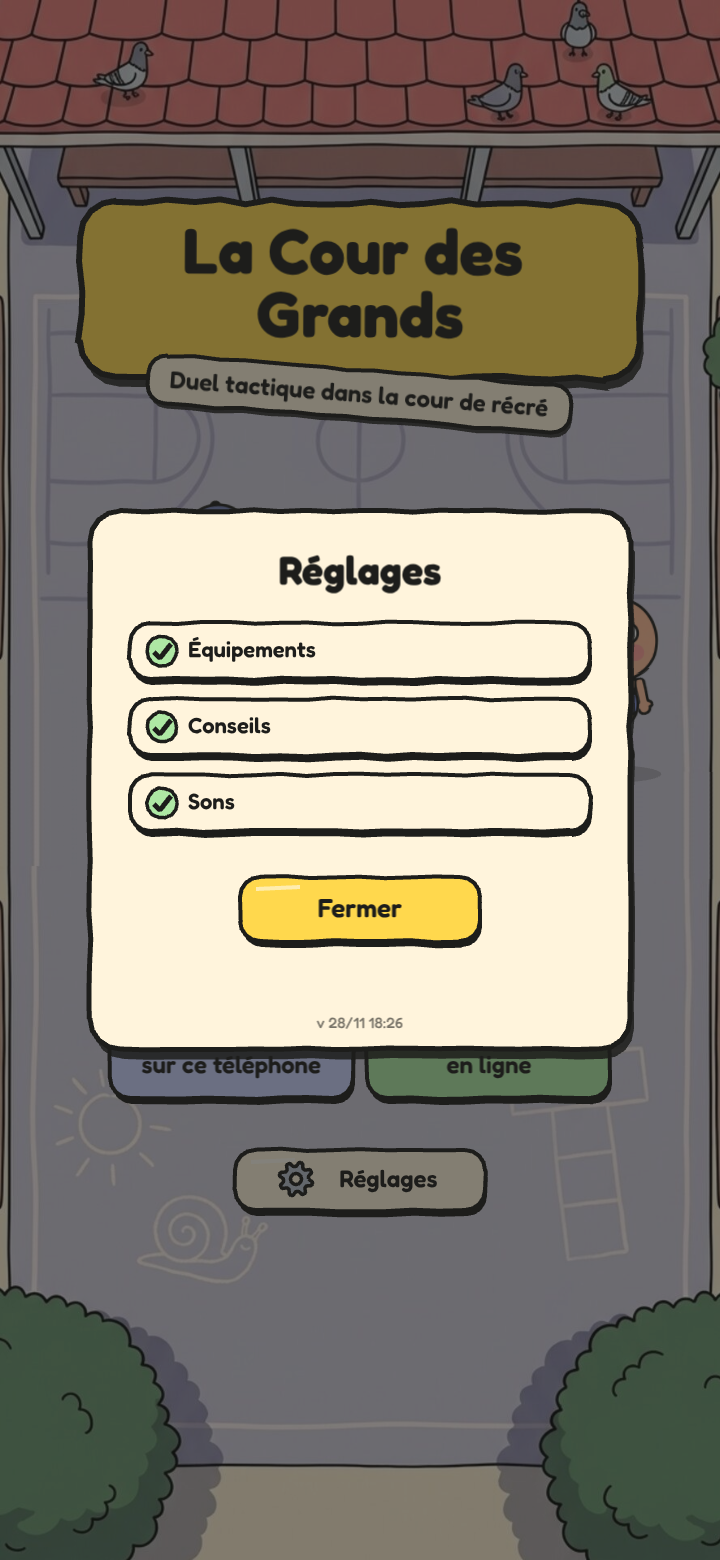 La Cour des
Grands
Duel tactique dans la cour de récré
Réglages
Équipements
Conseils
Sons
Fermer
v 28/11 18:26
sur ce téléphone
en ligne
Réglages